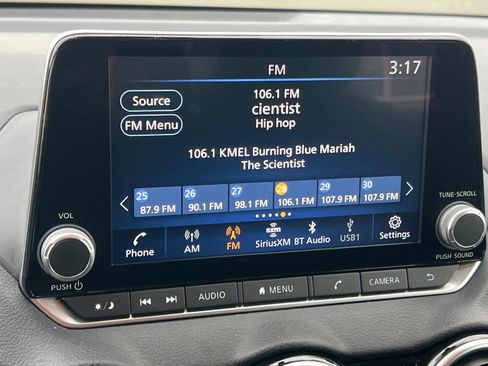 FM
3:17
Source
106.1 FM
cientist
FM Menu
Hip hop
106.1 KMEL Burning Blue Mariah
The Scientist
25 26 27 28 29 30
87.9 FM 90.1 FM 98.1 FM 106.1 FM 107.9 FM 107.9 FM
VOL
TUNE·SCROLL
sxm
Phone AM FM SiriusXM BT Audio USB1 Settings
PUSH
PUSH SOUND
AUDIO MENU CAMERA